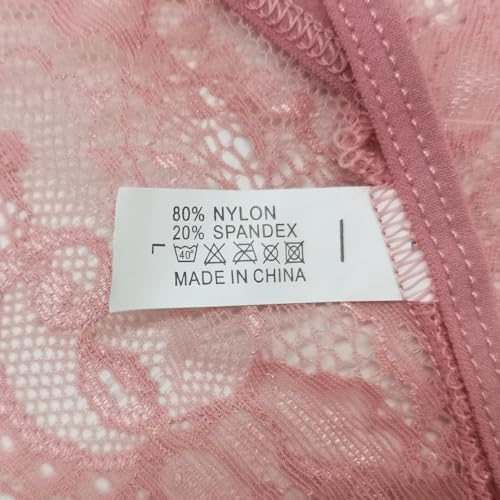 80% NYLON
20% SPANDEX
L
40°
MADE IN CHINA